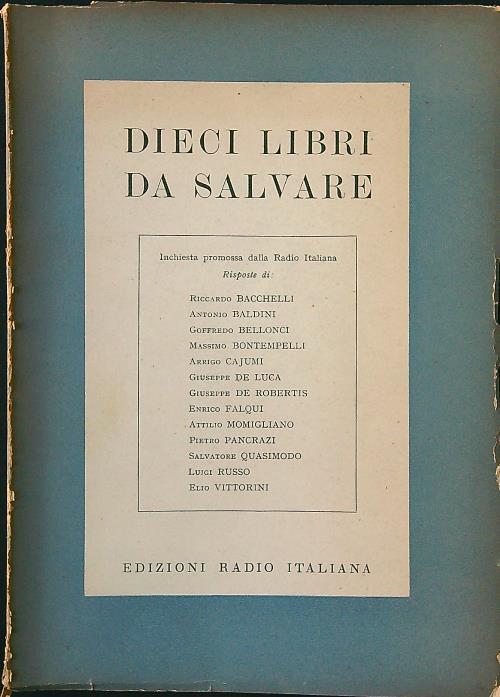 DIECI LIBRI
DA SALVARE
Inchiesta promossa dalla Radio Italiana
Risposte di:
Riccardo BACCHELLI
Antonio BALDINI
Goffredo BELLONCI
Massimo BONTEMPELLI
Arrigo CAJUMI
Giuseppe DE LUCA
Giuseppe DE ROBERTIS
Enrico FALQUI
Attilio MOMIGLIANO
Pietro PANCRAZI
Salvatore QUASIMODO
Luigi RUSSO
Elio VITTORINI
EDIZIONI RADIO ITALIANA